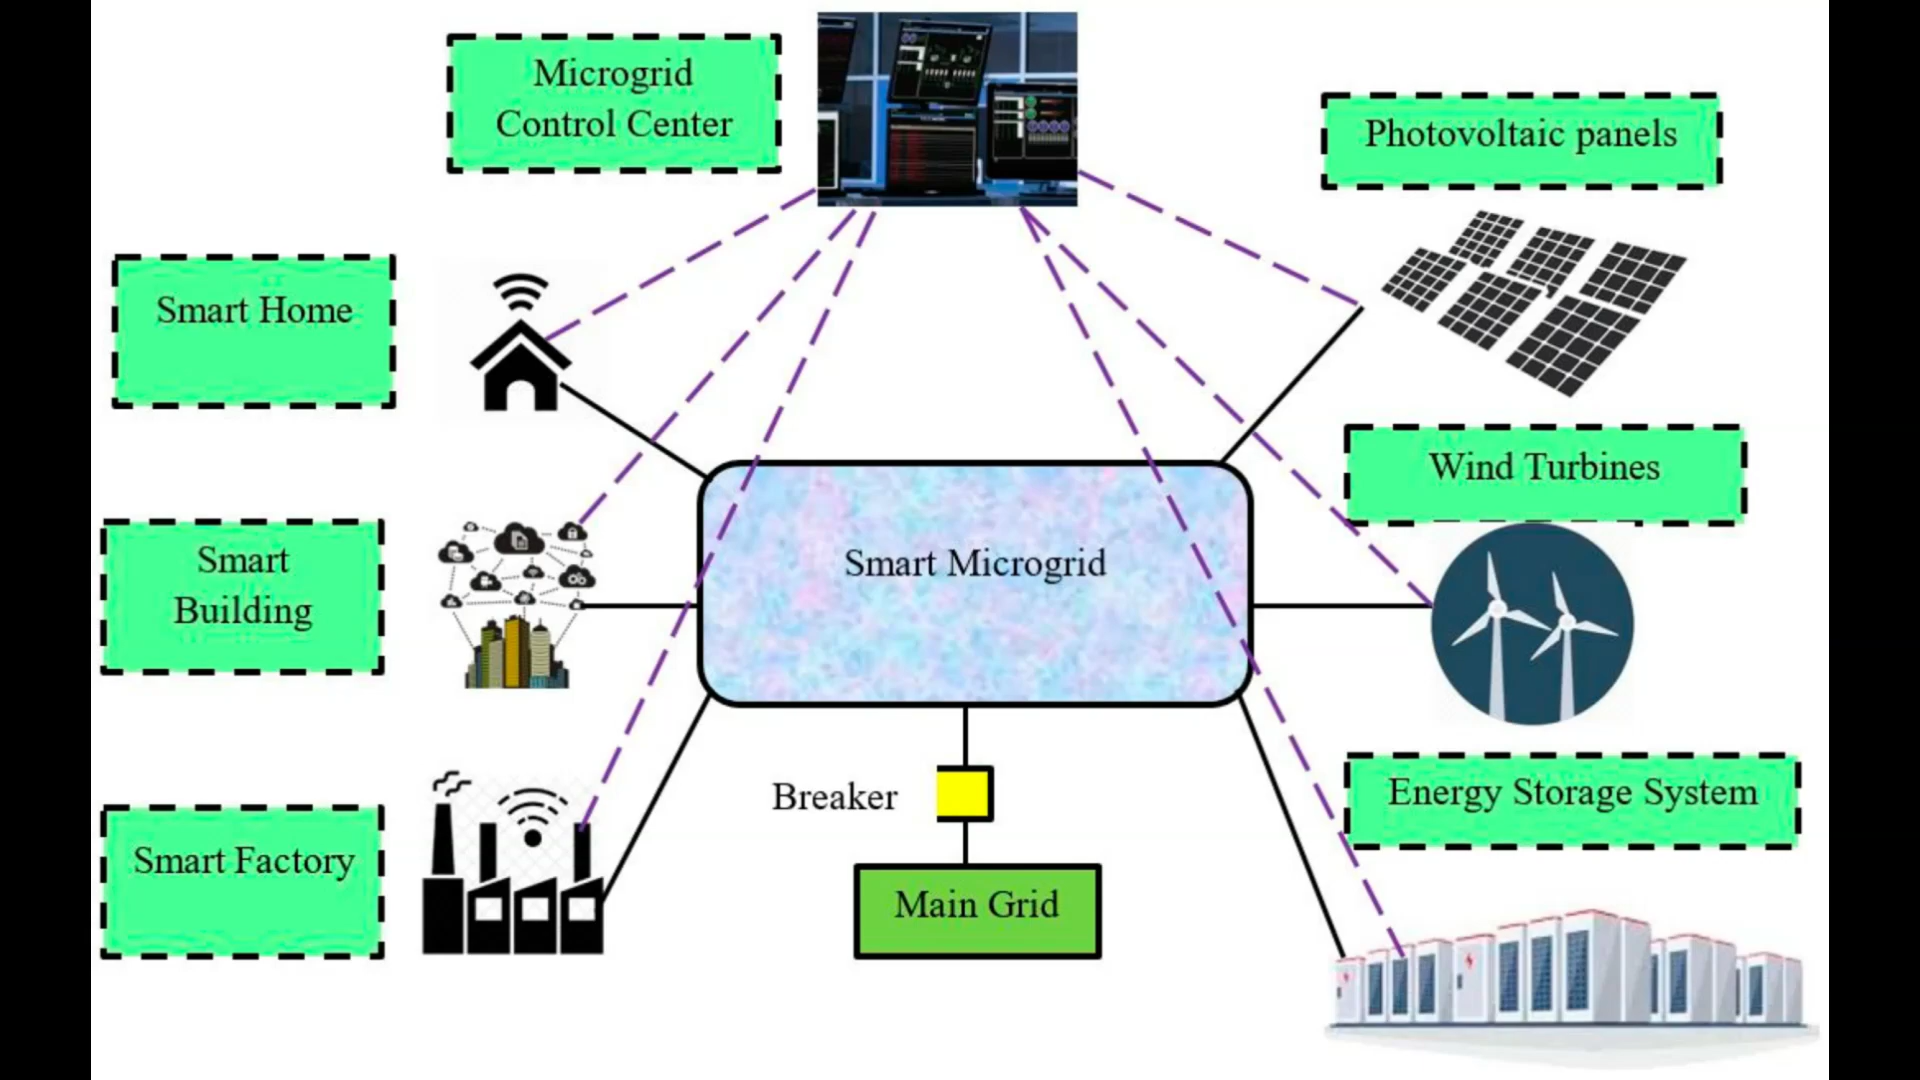 Microgrid
Control Center
Photovoltaic panels
Smart Home
Wind Turbines
Smart
Building
Smart Microgrid
Breaker
Energy Storage System
Smart Factory
Main Grid